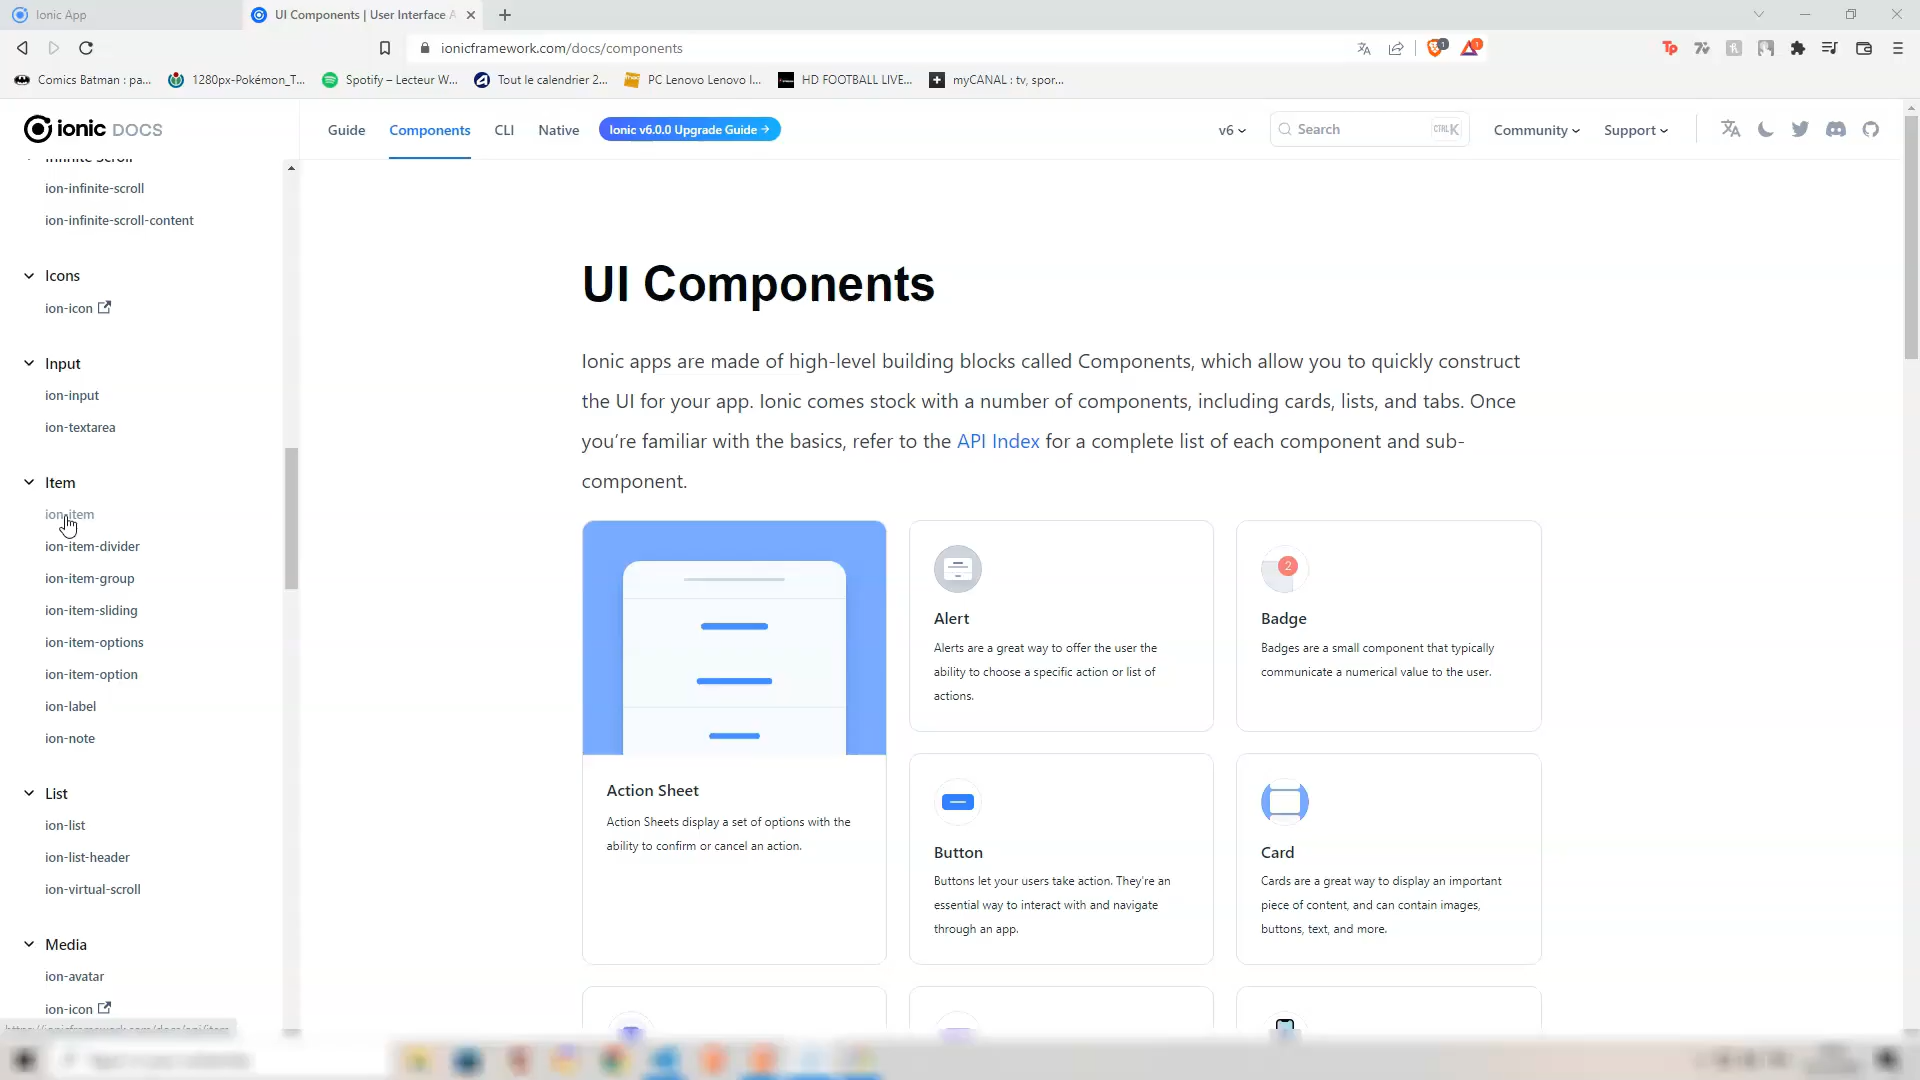 Ionic App
UI Components | User Interface A
ionicframework.com/docs/components
1
1
Comics Batman : pa...
1280px-Pokémon_T...
Spotify – Lecteur W...
Tout le calendrier 2...
PC Lenovo Lenovo I...
HD FOOTBALL LIVE...
myCANAL : tv, spor...
ionic DOCS
Guide
Components
CLI
Native
Ionic v6.0.0 Upgrade Guide →
v6
Search
CTRL K
Community
Support
Infinite Scroll
ion-infinite-scroll
ion-infinite-scroll-content
Icons
ion-icon
Input
ion-input
ion-textarea
Item
ion-item
ion-item-divider
ion-item-group
ion-item-sliding
ion-item-options
ion-item-option
ion-label
ion-note
List
ion-list
ion-list-header
ion-virtual-scroll
Media
ion-avatar
ion-icon
UI Components
Ionic apps are made of high-level building blocks called Components, which allow you to quickly construct
the UI for your app. Ionic comes stock with a number of components, including cards, lists, and tabs. Once
you’re familiar with the basics, refer to the API Index for a complete list of each component and sub-
component.
Action Sheet
Action Sheets display a set of options with the
ability to confirm or cancel an action.
Alert
Alerts are a great way to offer the user the
ability to choose a specific action or list of
actions.
2
Badge
Badges are a small component that typically
communicate a numerical value to the user.
Button
Buttons let your users take action. They're an
essential way to interact with and navigate
through an app.
Card
Cards are a great way to display an important
piece of content, and can contain images,
buttons, text, and more.